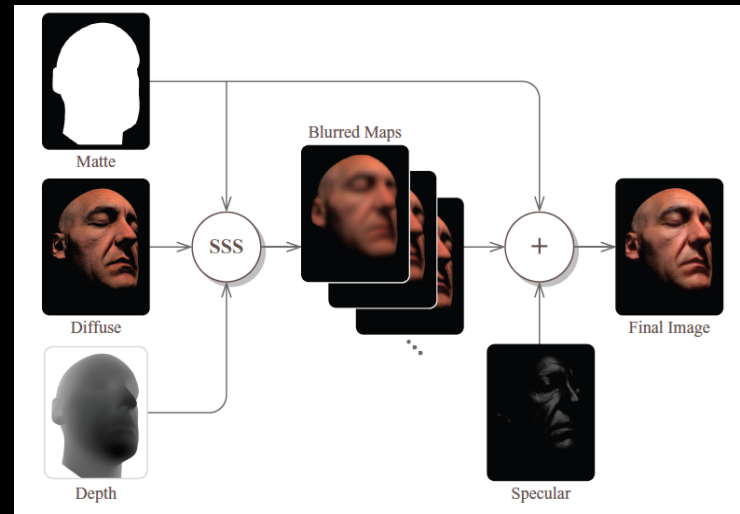 Matte
Blurred Maps
SSS
+
Diffuse
Final Image
Depth
Specular